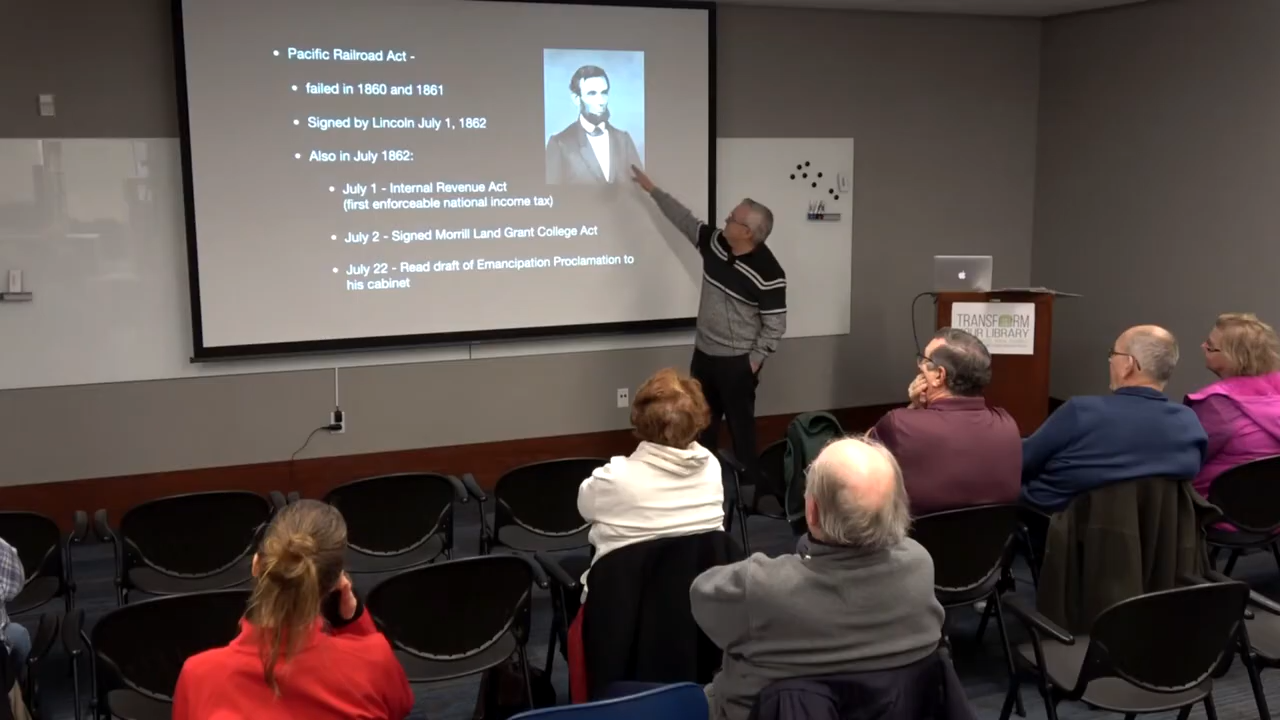 • Pacific Railroad Act -
• failed in 1860 and 1861
• Signed by Lincoln July 1, 1862
• Also in July 1862:
• July 1 - Internal Revenue Act
(first enforceable national income tax)
• July 2 - Signed Morrill Land Grant College Act
• July 22 - Read draft of Emancipation Proclamation to
his cabinet
TRANSFORM
OUR LIBRARY